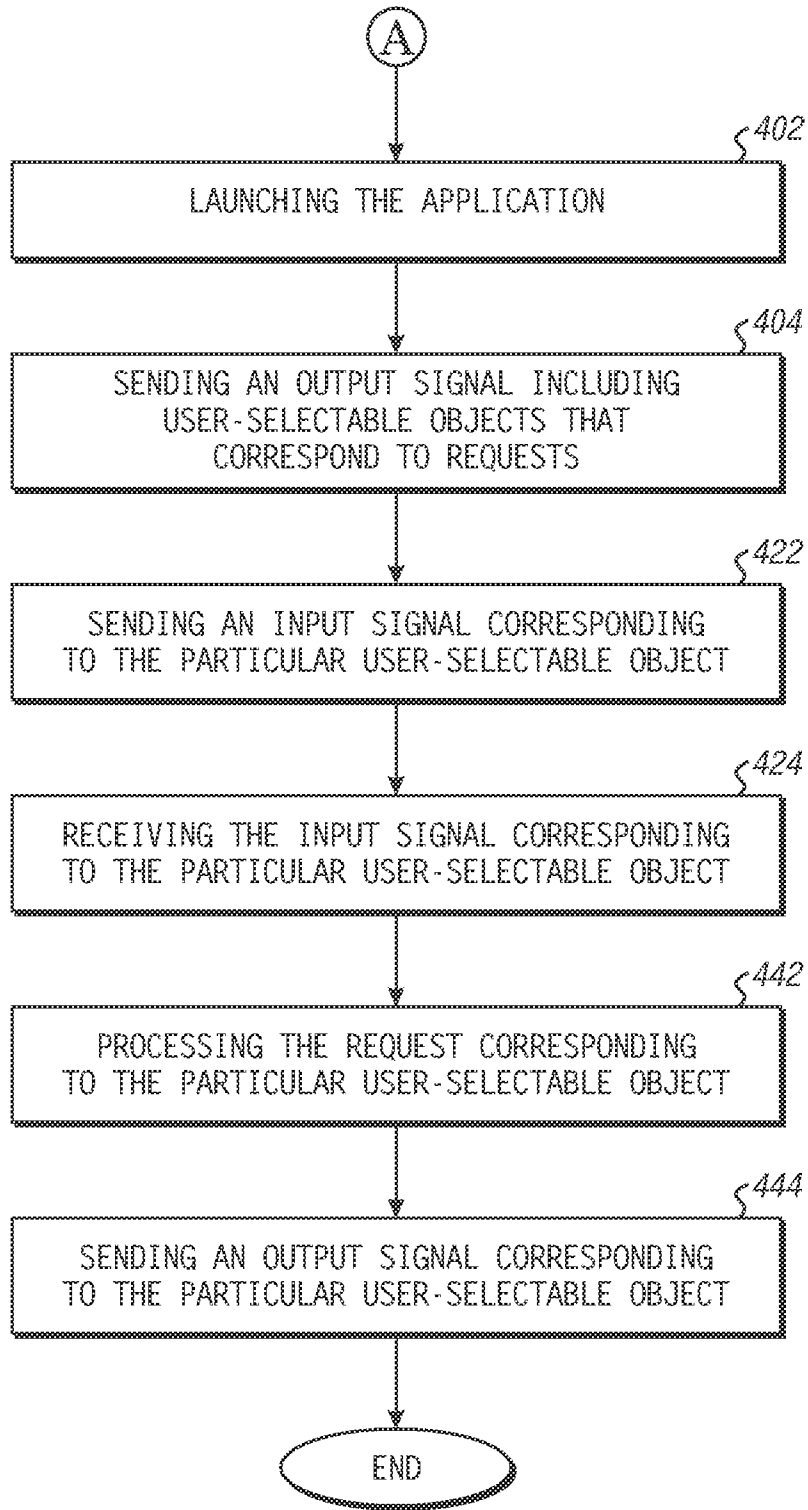 A
402
LAUNCHING THE APPLICATION
404
SENDING AN OUTPUT SIGNAL INCLUDING
USER-SELECTABLE OBJECTS THAT
CORRESPOND TO REQUESTS
422
SENDING AN INPUT SIGNAL CORRESPONDING
TO THE PARTICULAR USER-SELECTABLE OBJECT
424
RECEIVING THE INPUT SIGNAL CORRESPONDING
TO THE PARTICULAR USER-SELECTABLE OBJECT
442
PROCESSING THE REQUEST CORRESPONDING
TO THE PARTICULAR USER-SELECTABLE OBJECT
444
SENDING AN OUTPUT SIGNAL CORRESPONDING
TO THE PARTICULAR USER-SELECTABLE OBJECT
END